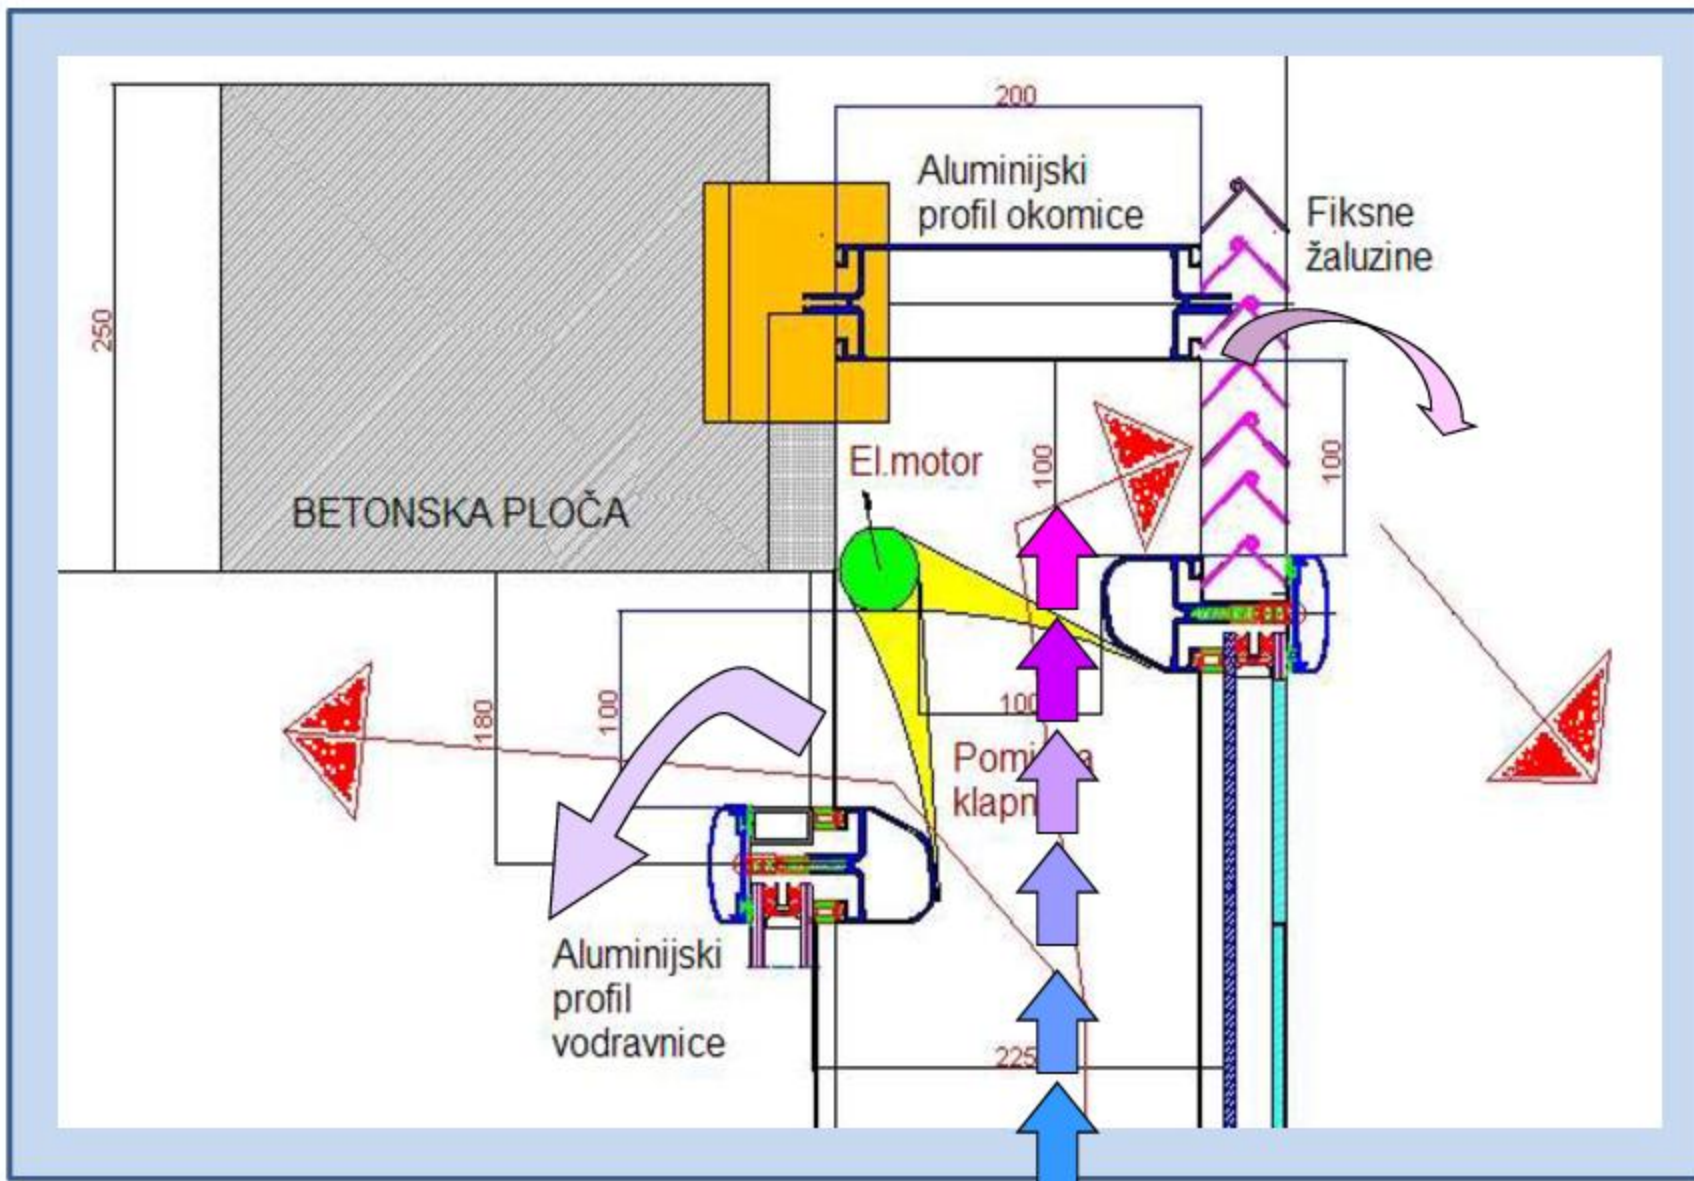 200
Aluminijski
profil okomice
Fiksne
žaluzine
250
El.motor
100
100
BETONSKA PLOČA
180
100
100
klapn
Aluminijski
profil
vodravnice
225